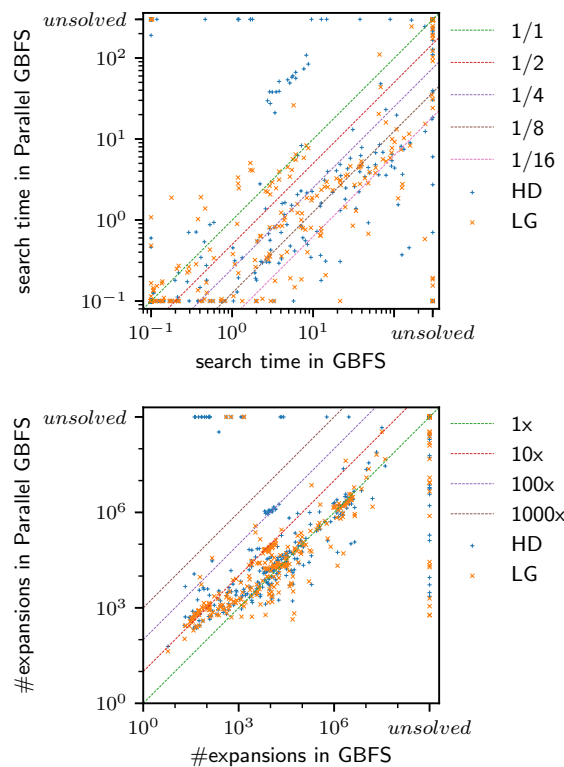 unsolved
10^2
10^1
10^0
10^−1
search time in Parallel GBFS
10^−1
10^0
10^1
unsolved
search time in GBFS
1/1
1/2
1/4
1/8
1/16
HD
LG
unsolved
10^6
10^3
10^0
#expansions in Parallel GBFS
10^0
10^3
10^6
unsolved
#expansions in GBFS
1x
10x
100x
1000x
HD
LG